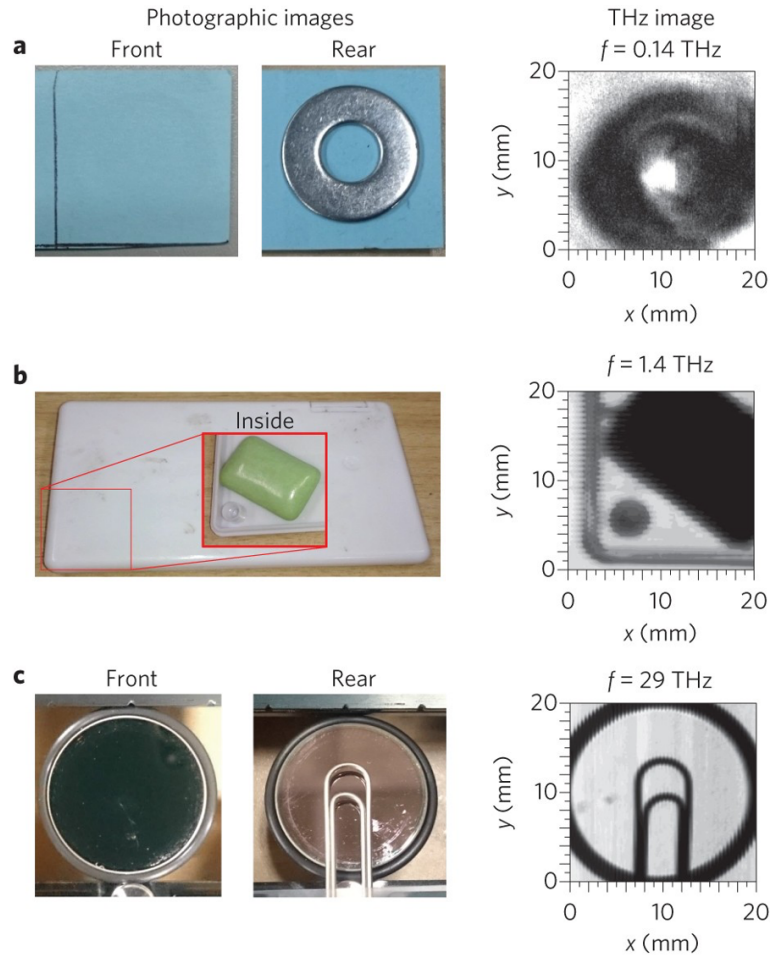 Photographic images
THz image
a
Front
Rear
f = 0.14 THz
20
10
0
y (mm)
0
10
20
x (mm)
b
Inside
f = 1.4 THz
20
10
0
y (mm)
0
10
20
x (mm)
c
Front
Rear
f = 29 THz
20
10
0
y (mm)
0
10
20
x (mm)